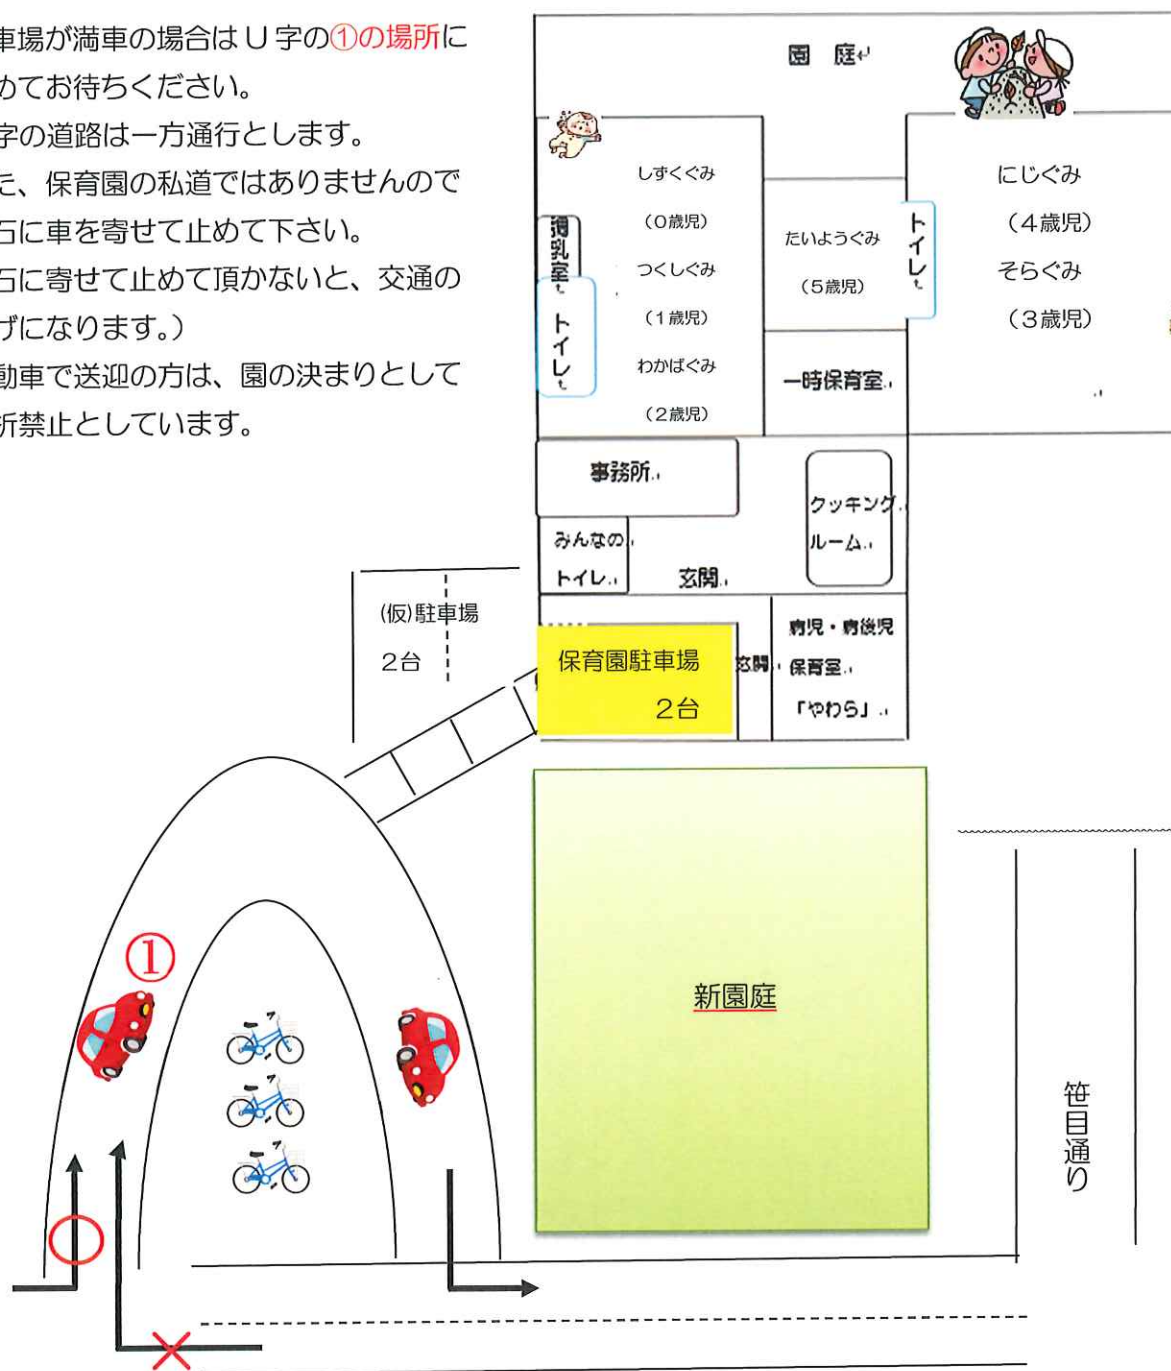 車場が満車の場合はU字の①の場所に
めてお待ちください。
字の道路は一方通行とします。
た、保育園の私道ではありませんので
石に車を寄せて止めて下さい。
石に寄せて止めて頂かないと、交通の
げになります。）
動車で送迎の方は、園の決まりとして
折禁止としています。
園 庭
しずくぐみ
（0歳児）
つくしぐみ
（1歳児）
わかばぐみ
（2歳児）
調乳室
トイレ
たいようぐみ
（5歳児）
一時保育室
トイレ
にじぐみ
（4歳児）
そらぐみ
（3歳児）
事務所
みんなの
トイレ
玄関
クッキング
ルーム
(仮)駐車場
2台
保育園駐車場
2台
玄関
病児・病後児
保育室
「やわら」
①
新園庭
笹目通り